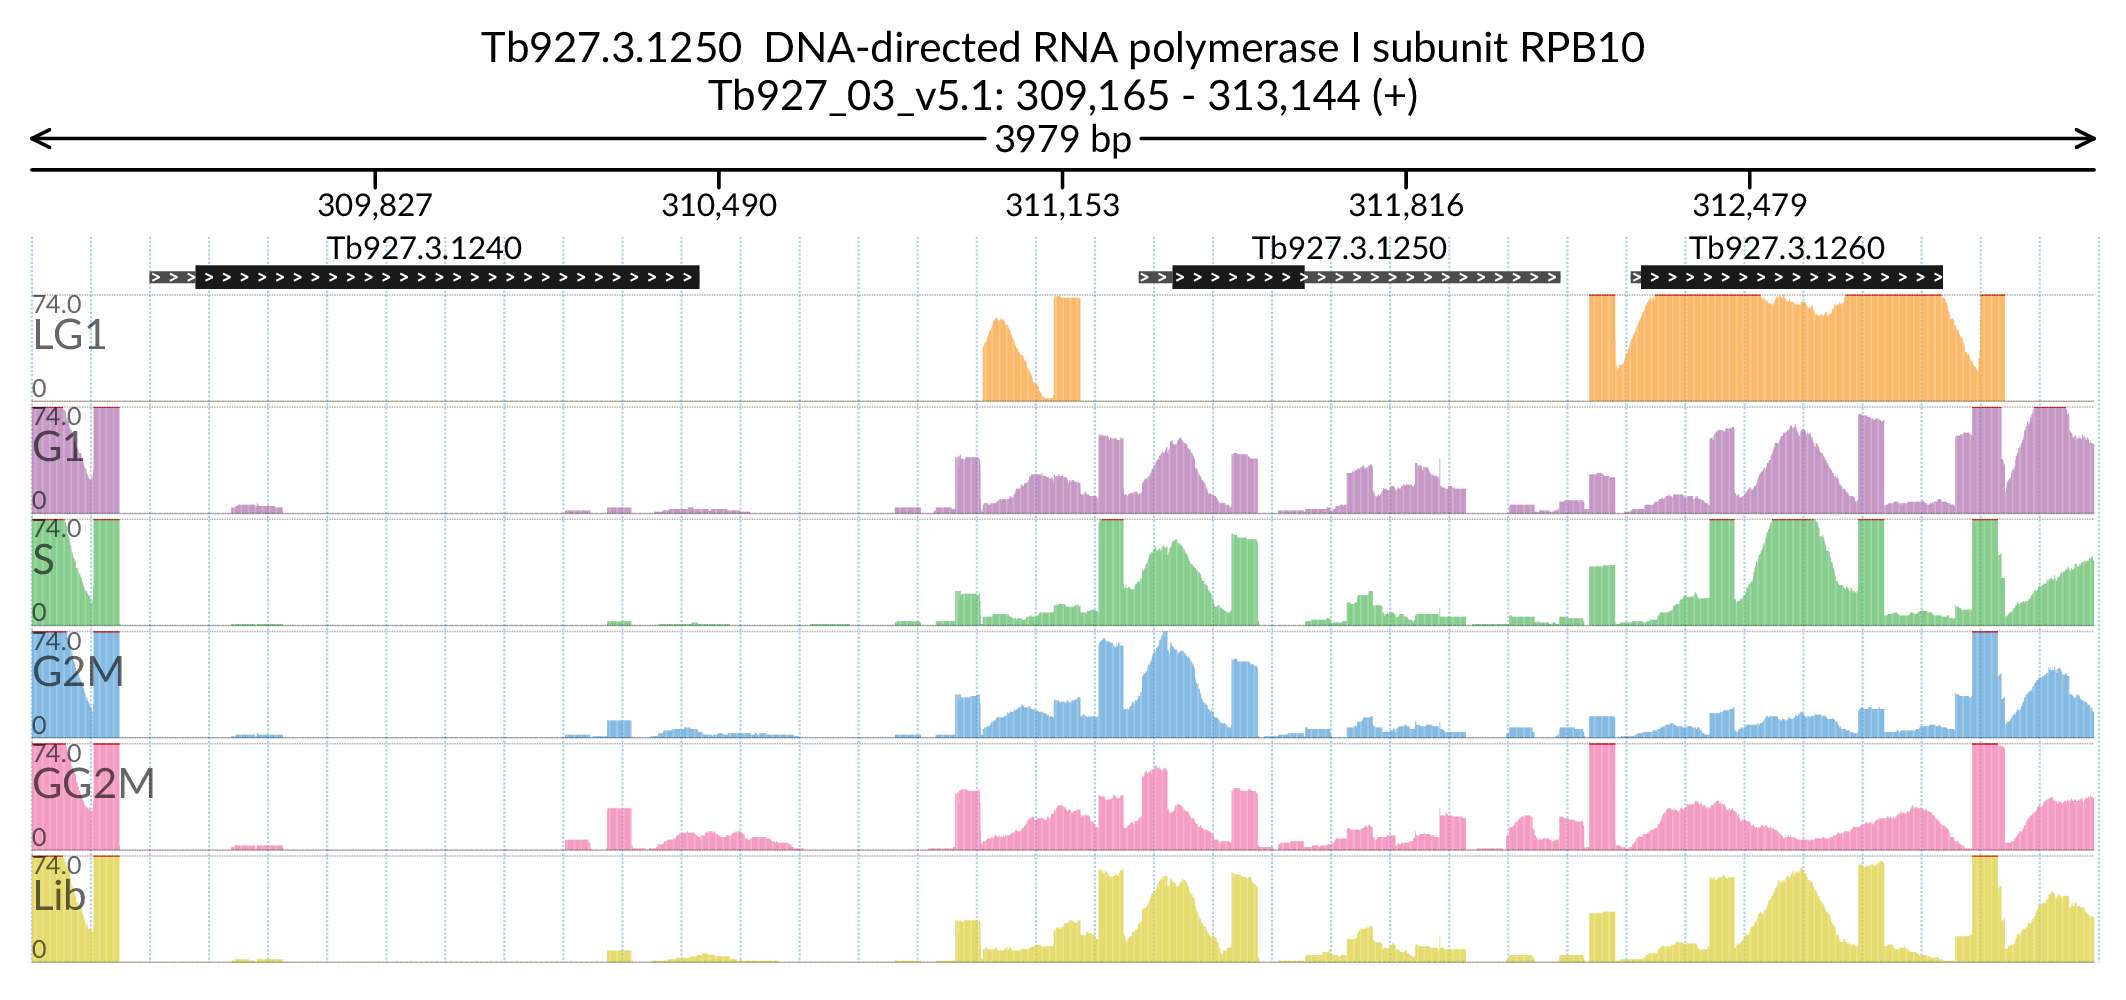 Tb927.3.1250  DNA-directed RNA polymerase I subunit RPB10
Tb927_03_v5.1: 309,165 - 313,144 (+)
3979 bp
309,827 310,490 311,153 311,816 312,479
Tb927.3.1240 Tb927.3.1250 Tb927.3.1260
74.0
LG1
0
74.0
G1
0
74.0
S
0
74.0
G2M
0
74.0
GG2M
0
74.0
Lib
0